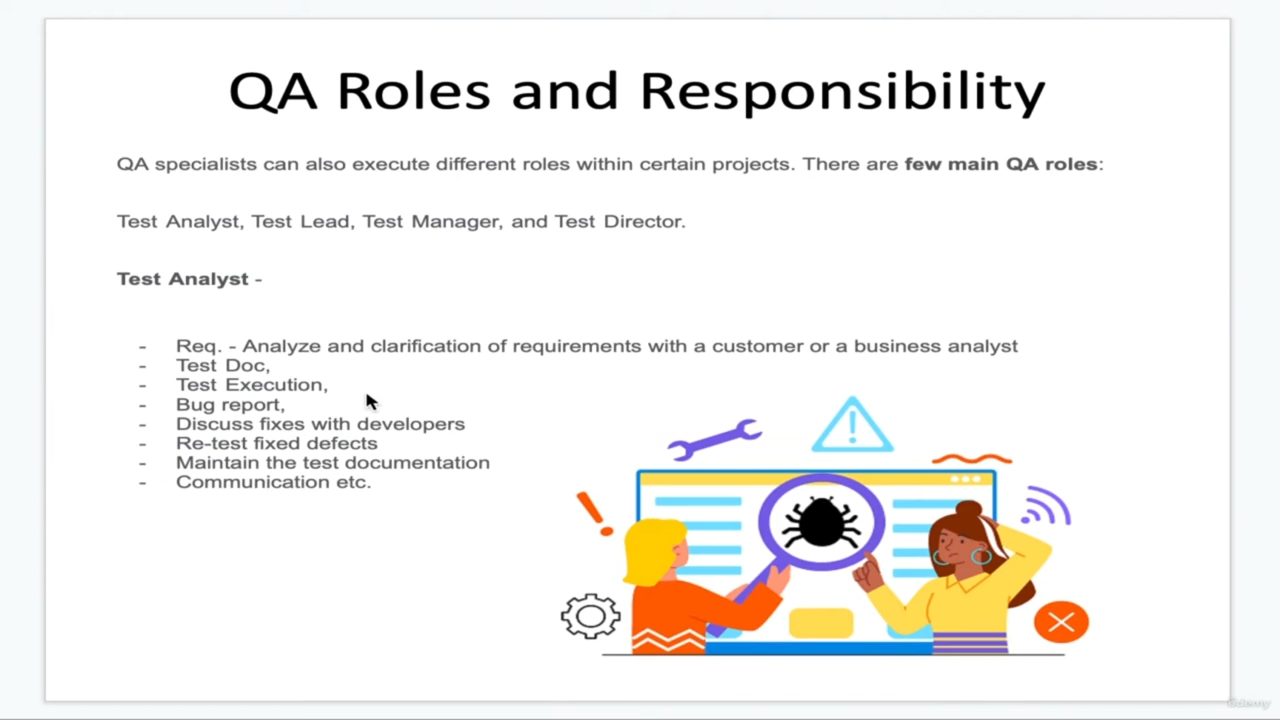 QA Roles and Responsibility
QA specialists can also execute different roles within certain projects. There are few main QA roles:
Test Analyst, Test Lead, Test Manager, and Test Director.
Test Analyst -
- Req. - Analyze and clarification of requirements with a customer or a business analyst
- Test Doc,
- Test Execution,
- Bug report,
- Discuss fixes with developers
- Re-test fixed defects
- Maintain the test documentation
- Communication etc.
Udemy